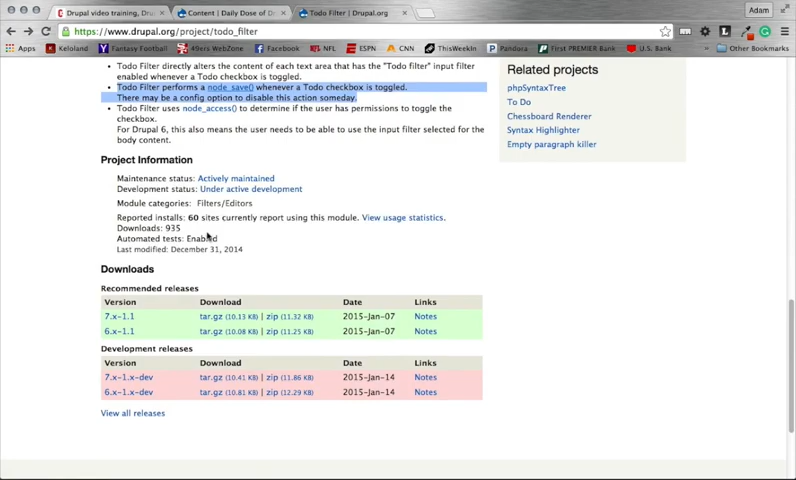 Drupal video training, Drupal
Content | Daily Dose of D
Todo Filter | Drupal.org
Adam
https://www.drupal.org/project/todo_filter
Apps
Keloland
Fantasy Football
49ers WebZone
Facebook
NFL
ESPN
CNN
ThisWeekIn
Pandora
First PREMIER Bank
U.S. Bank
Other Bookmarks
Todo Filter directly alters the content of each text area that has the "Todo filter" input filter
enabled whenever a Todo checkbox is toggled.
Todo Filter performs a node_save() whenever a Todo checkbox is toggled.
There may be a config option to disable this action someday.
Todo Filter uses node_access() to determine if the user has permissions to toggle the
checkbox.
For Drupal 6, this also means the user needs to be able to use the input filter selected for the
body content.
Related projects
phpSyntaxTree
To Do
Chessboard Renderer
Syntax Highlighter
Empty paragraph killer
Project Information
Maintenance status: Actively maintained
Development status: Under active development
Module categories: Filters/Editors
Reported installs: 60 sites currently report using this module. View usage statistics.
Downloads: 935
Automated tests: Enabled
Last modified: December 31, 2014
Downloads
Recommended releases
Version Download Date Links
7.x-1.1 tar.gz (10.13 KB) | zip (11.32 KB) 2015-Jan-07 Notes
6.x-1.1 tar.gz (10.08 KB) | zip (11.25 KB) 2015-Jan-07 Notes
Development releases
Version Download Date Links
7.x-1.x-dev tar.gz (10.41 KB) | zip (11.86 KB) 2015-Jan-14 Notes
6.x-1.x-dev tar.gz (10.81 KB) | zip (12.29 KB) 2015-Jan-14 Notes
View all releases